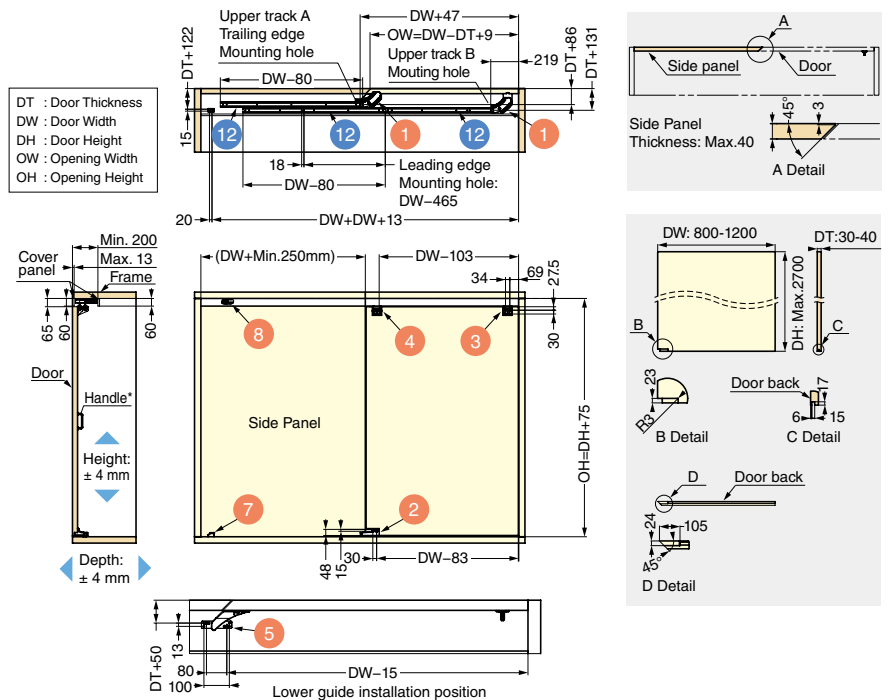 DW+47
OW=DW−DT+9
Upper track A
Trailing edge
Mounting hole
Upper track B
Mouting hole
219
DT+122
DT+86
DT+131
DW−80
15
12
12
1
12
1
18
DW−80
Leading edge
Mounting hole:
DW−465
20
DW+DW+13
DT : Door Thickness
DW : Door Width
DH : Door Height
OW : Opening Width
OH : Opening Height
A
Side panel
Door
45°
3
Side Panel
Thickness: Max.40
A Detail
Min. 200
Max. 13
Cover
panel
Frame
65
60
60
Door
Handle*
Height:
± 4 mm
Depth:
± 4 mm
(DW+Min.250mm)
DW−103
34
69
27.5
30
8
4
3
Side Panel
OH=DH+75
7
2
48
15
30
DW−83
DW: 800-1200
DT:30-40
DH: Max.2700
B
C
23
R3
B Detail
Door back
17
6
15
C Detail
D
Door back
24
105
45°
D Detail
5
DT+50
13
80
100
DW−15
Lower guide installation position